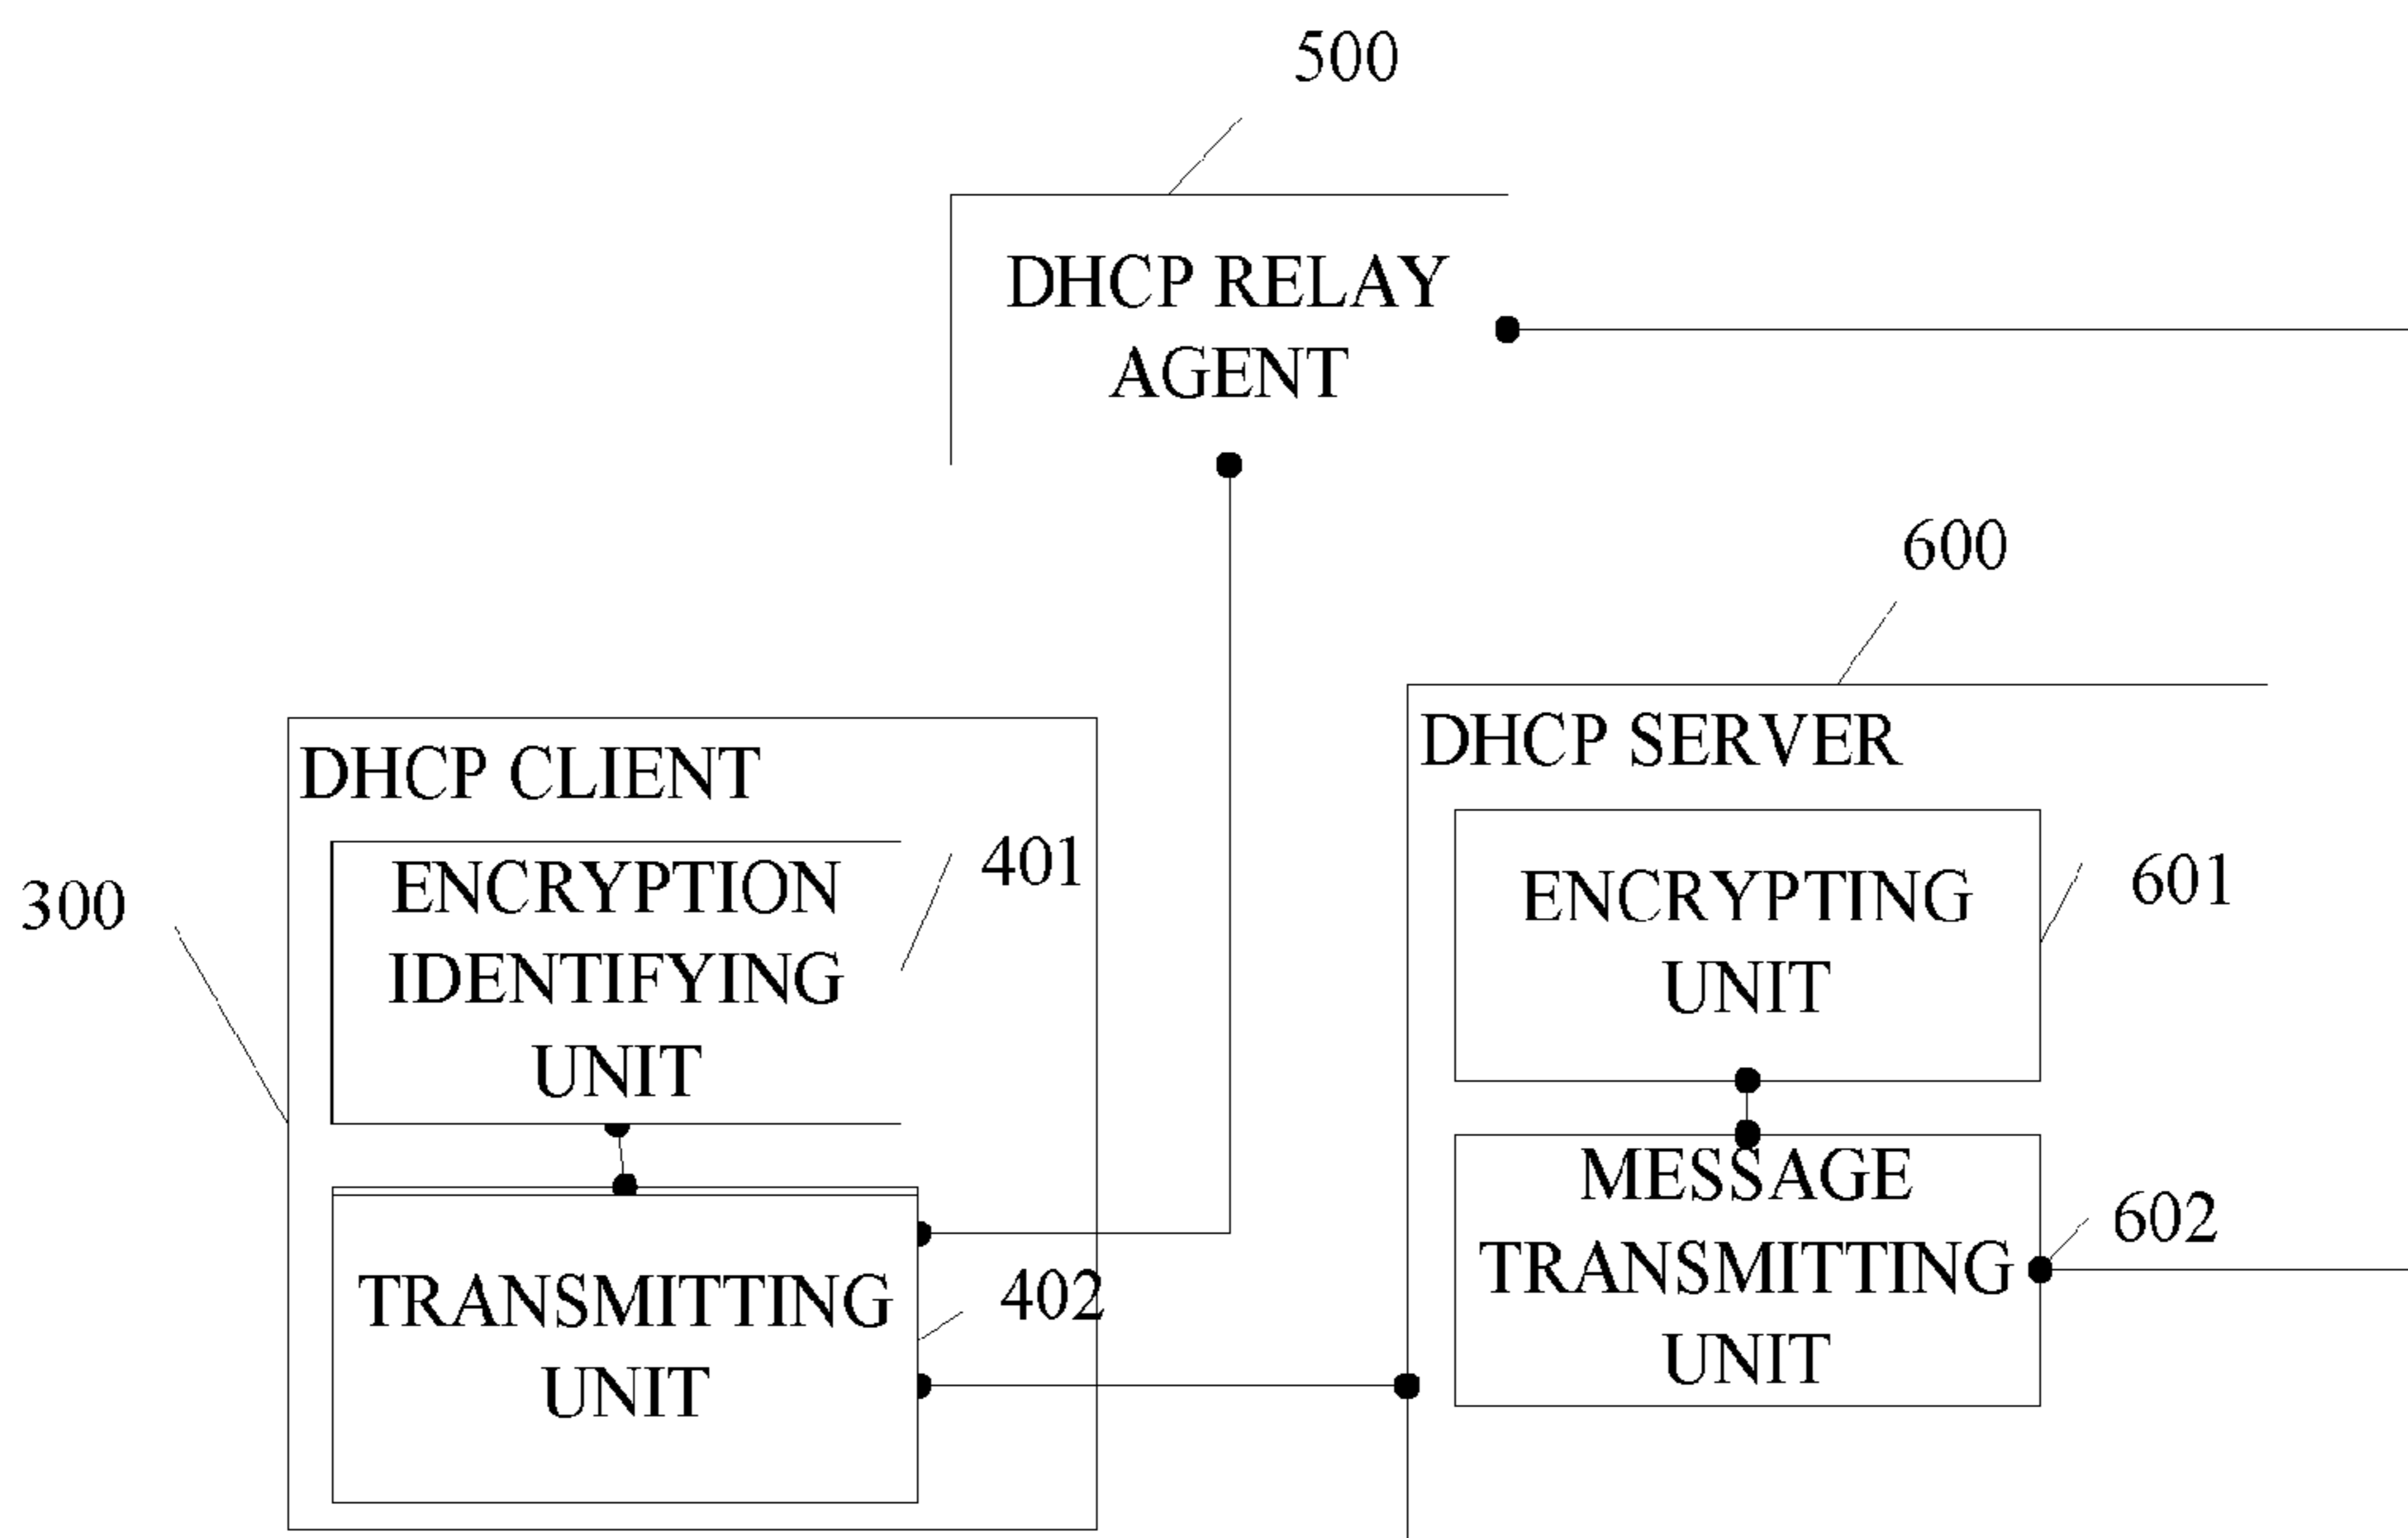 500
DHCP RELAY
AGENT
600
DHCP SERVER
DHCP CLIENT
300
ENCRYPTION
IDENTIFYING
UNIT
401
ENCRYPTING
UNIT
601
TRANSMITTING
UNIT
402
MESSAGE
TRANSMITTING
UNIT
602